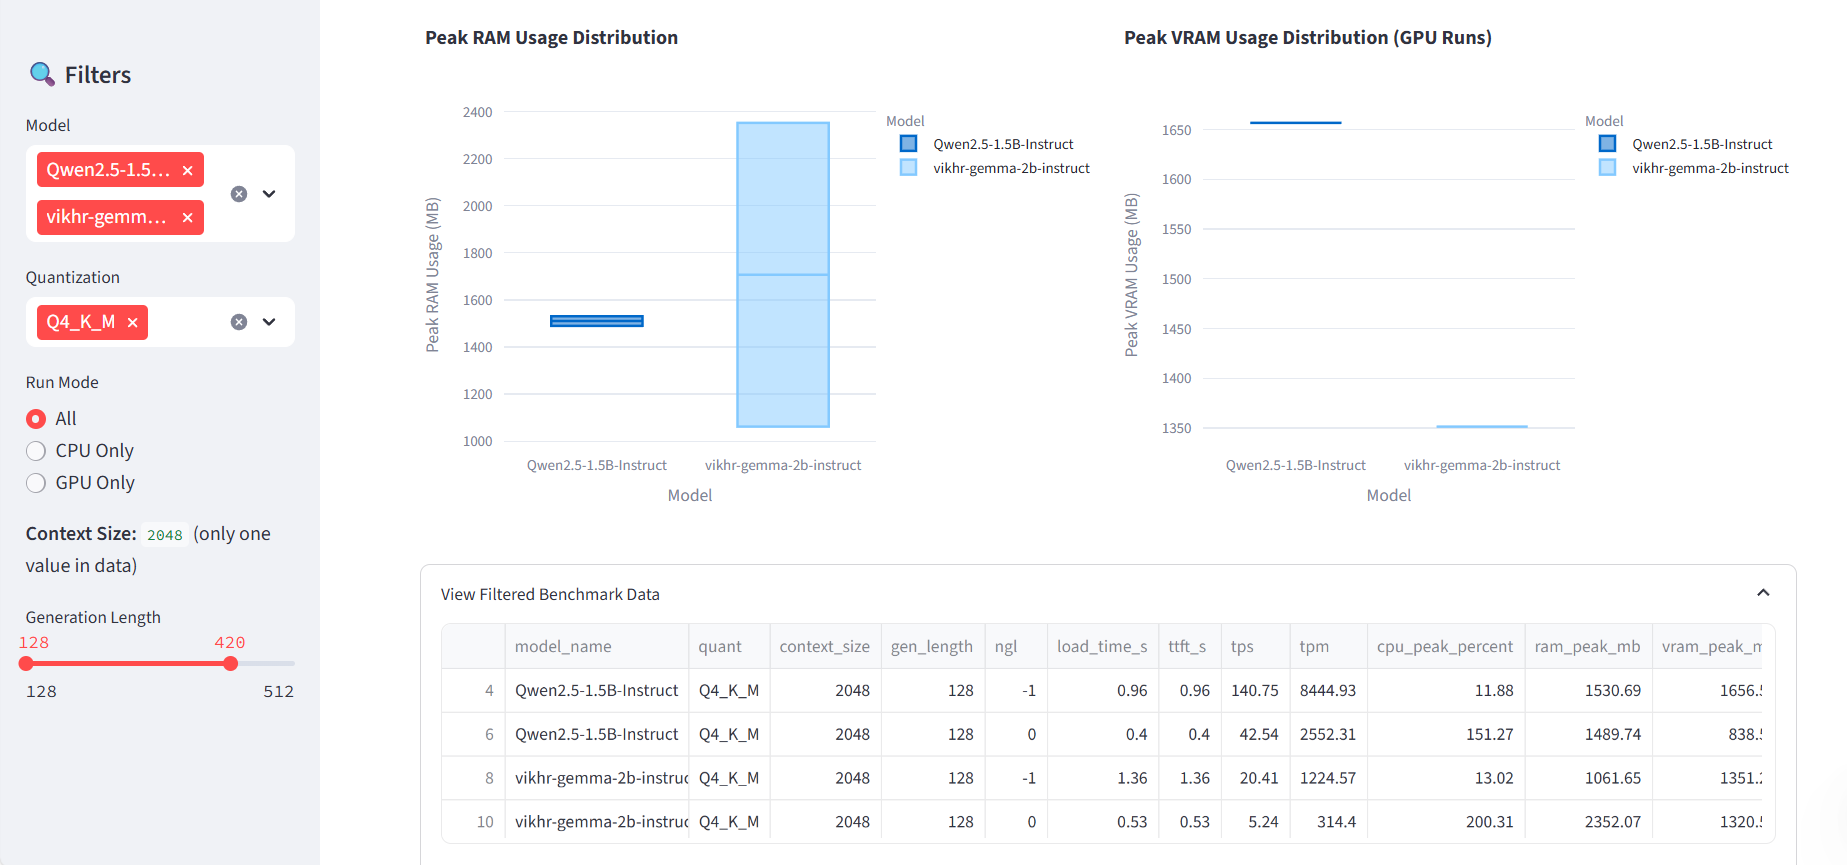 Filters
Model
Qwen2.5-1.5...
vikhr-gemm...
Quantization
Q4_K_M
Run Mode
All
CPU Only
GPU Only
Context Size: 2048 (only one
value in data)
Generation Length
128 420
128 512
Peak RAM Usage Distribution
Peak RAM Usage (MB)
2400
2200
2000
1800
1600
1400
1200
1000
Qwen2.5-1.5B-Instruct vikhr-gemma-2b-instruct
Model
Model
Qwen2.5-1.5B-Instruct
vikhr-gemma-2b-instruct
Peak VRAM Usage Distribution (GPU Runs)
Peak VRAM Usage (MB)
1650
1600
1550
1500
1450
1400
1350
Qwen2.5-1.5B-Instruct vikhr-gemma-2b-instruct
Model
Model
Qwen2.5-1.5B-Instruct
vikhr-gemma-2b-instruct
View Filtered Benchmark Data
model_name quant context_size gen_length ngl load_time_s ttft_s tps tpm cpu_peak_percent ram_peak_mb vram_peak_m
4 Qwen2.5-1.5B-Instruct Q4_K_M 2048 128 -1 0.96 0.96 140.75 8444.93 11.88 1530.69 1656.5
6 Qwen2.5-1.5B-Instruct Q4_K_M 2048 128 0 0.4 0.4 42.54 2552.31 151.27 1489.74 838.5
8 vikhr-gemma-2b-instruc Q4_K_M 2048 128 -1 1.36 1.36 20.41 1224.57 13.02 1061.65 1351.2
10 vikhr-gemma-2b-instruc Q4_K_M 2048 128 0 0.53 0.53 5.24 314.4 200.31 2352.07 1320.5